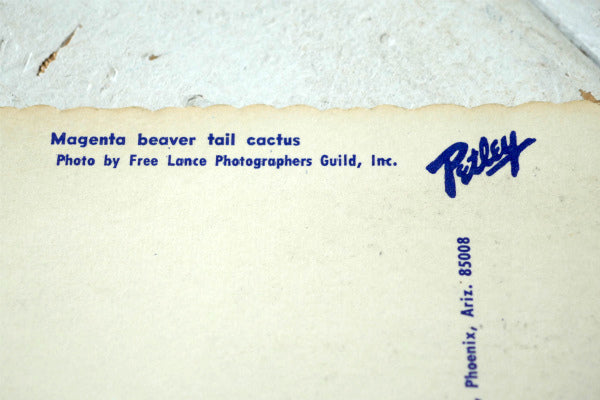 Magenta beaver tail cactus
Photo by Free Lance Photographers Guild, Inc.
Petley
Phoenix, Ariz. 85008